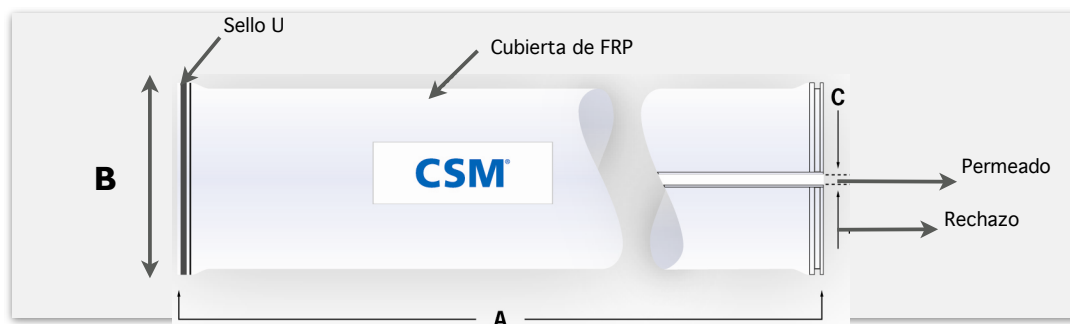 Sello U
Cubierta de FRP
C
B
CSM®
Permeado
Rechazo
A